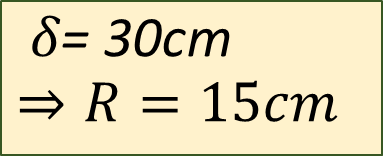 δ= 30cm
⇒ R = 15cm